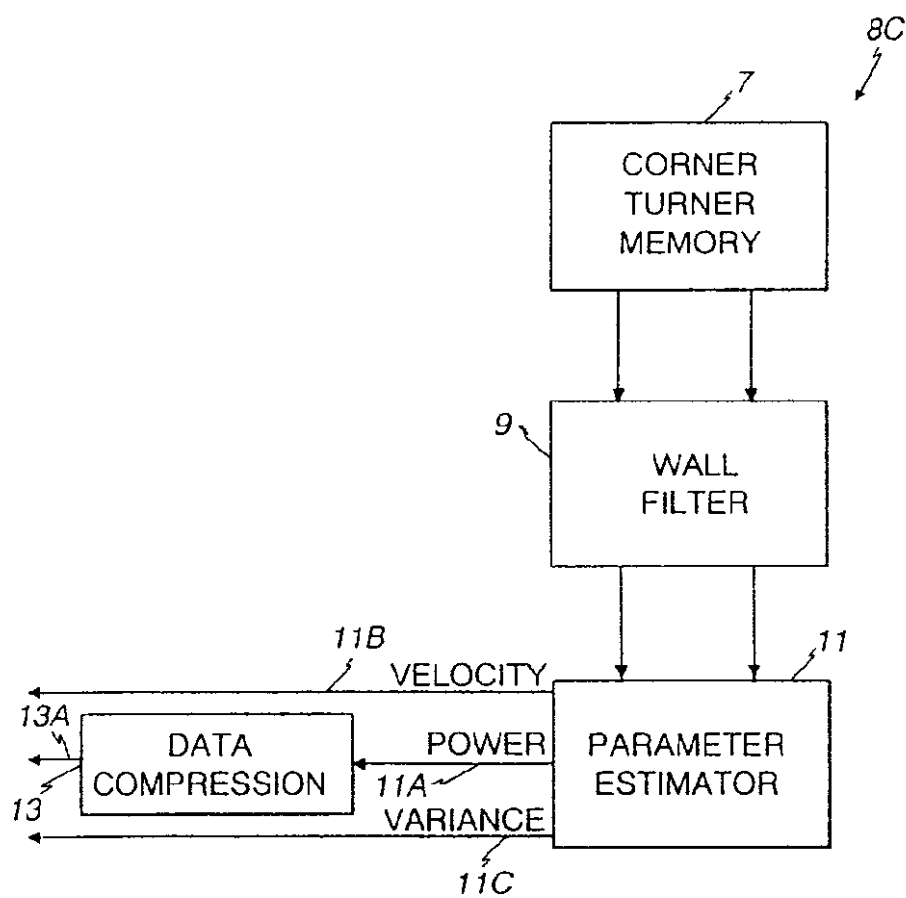 8C
7
CORNER
TURNER
MEMORY
9
WALL
FILTER
11B
VELOCITY
11
13A
DATA
COMPRESSION
13
POWER
11A
PARAMETER
ESTIMATOR
VARIANCE
11C